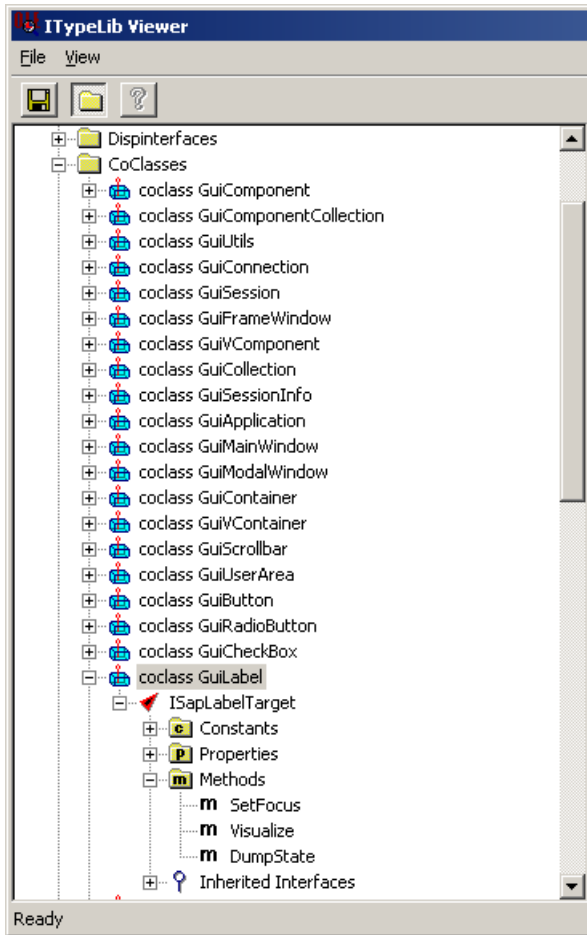 ITypeLib Viewer
File View
Dispinterfaces
CoClasses
coclass GuiComponent
coclass GuiComponentCollection
coclass GuiUtils
coclass GuiConnection
coclass GuiSession
coclass GuiFrameWindow
coclass GuiVComponent
coclass GuiCollection
coclass GuiSessionInfo
coclass GuiApplication
coclass GuiMainWindow
coclass GuiModalWindow
coclass GuiContainer
coclass GuiVContainer
coclass GuiScrollbar
coclass GuiUserArea
coclass GuiButton
coclass GuiRadioButton
coclass GuiCheckBox
coclass GuiLabel
ISapLabelTarget
c Constants
p Properties
m Methods
m SetFocus
m Visualize
m DumpState
Inherited Interfaces
Ready